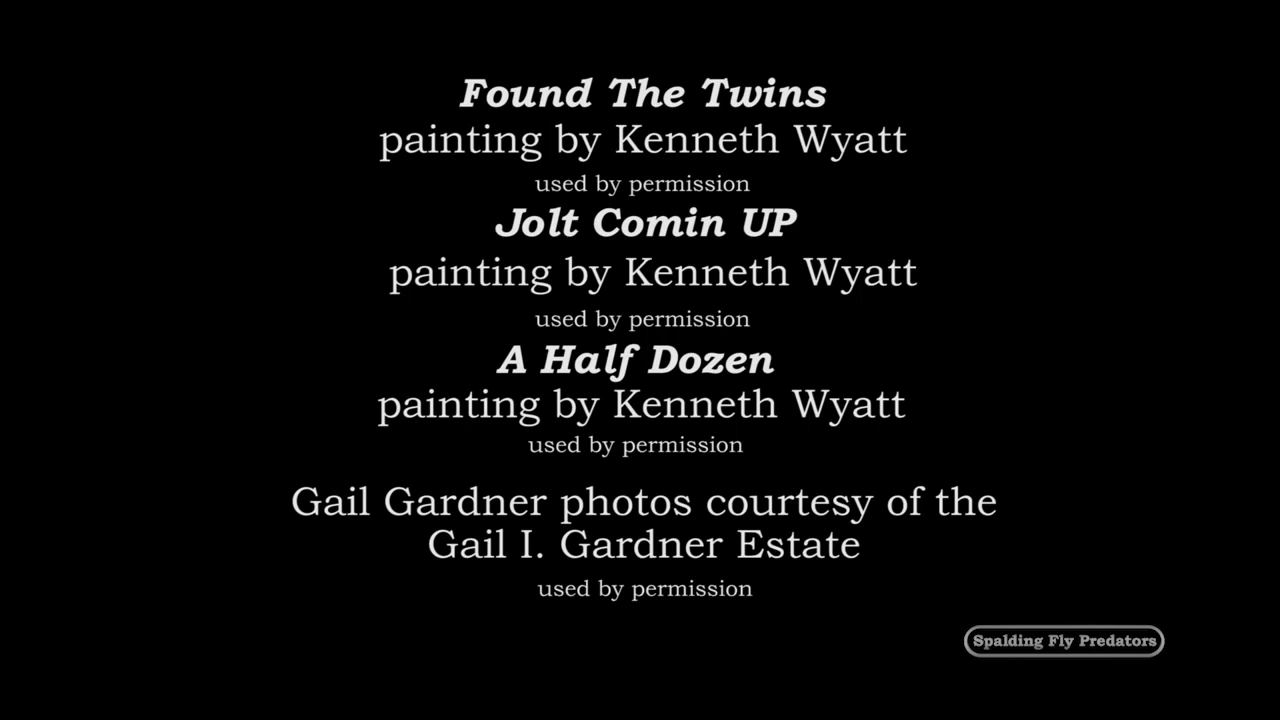 Found The Twins
painting by Kenneth Wyatt
used by permission
Jolt Comin UP
painting by Kenneth Wyatt
used by permission
A Half Dozen
painting by Kenneth Wyatt
used by permission
Gail Gardner photos courtesy of the
Gail I. Gardner Estate
used by permission
Spalding Fly Predators